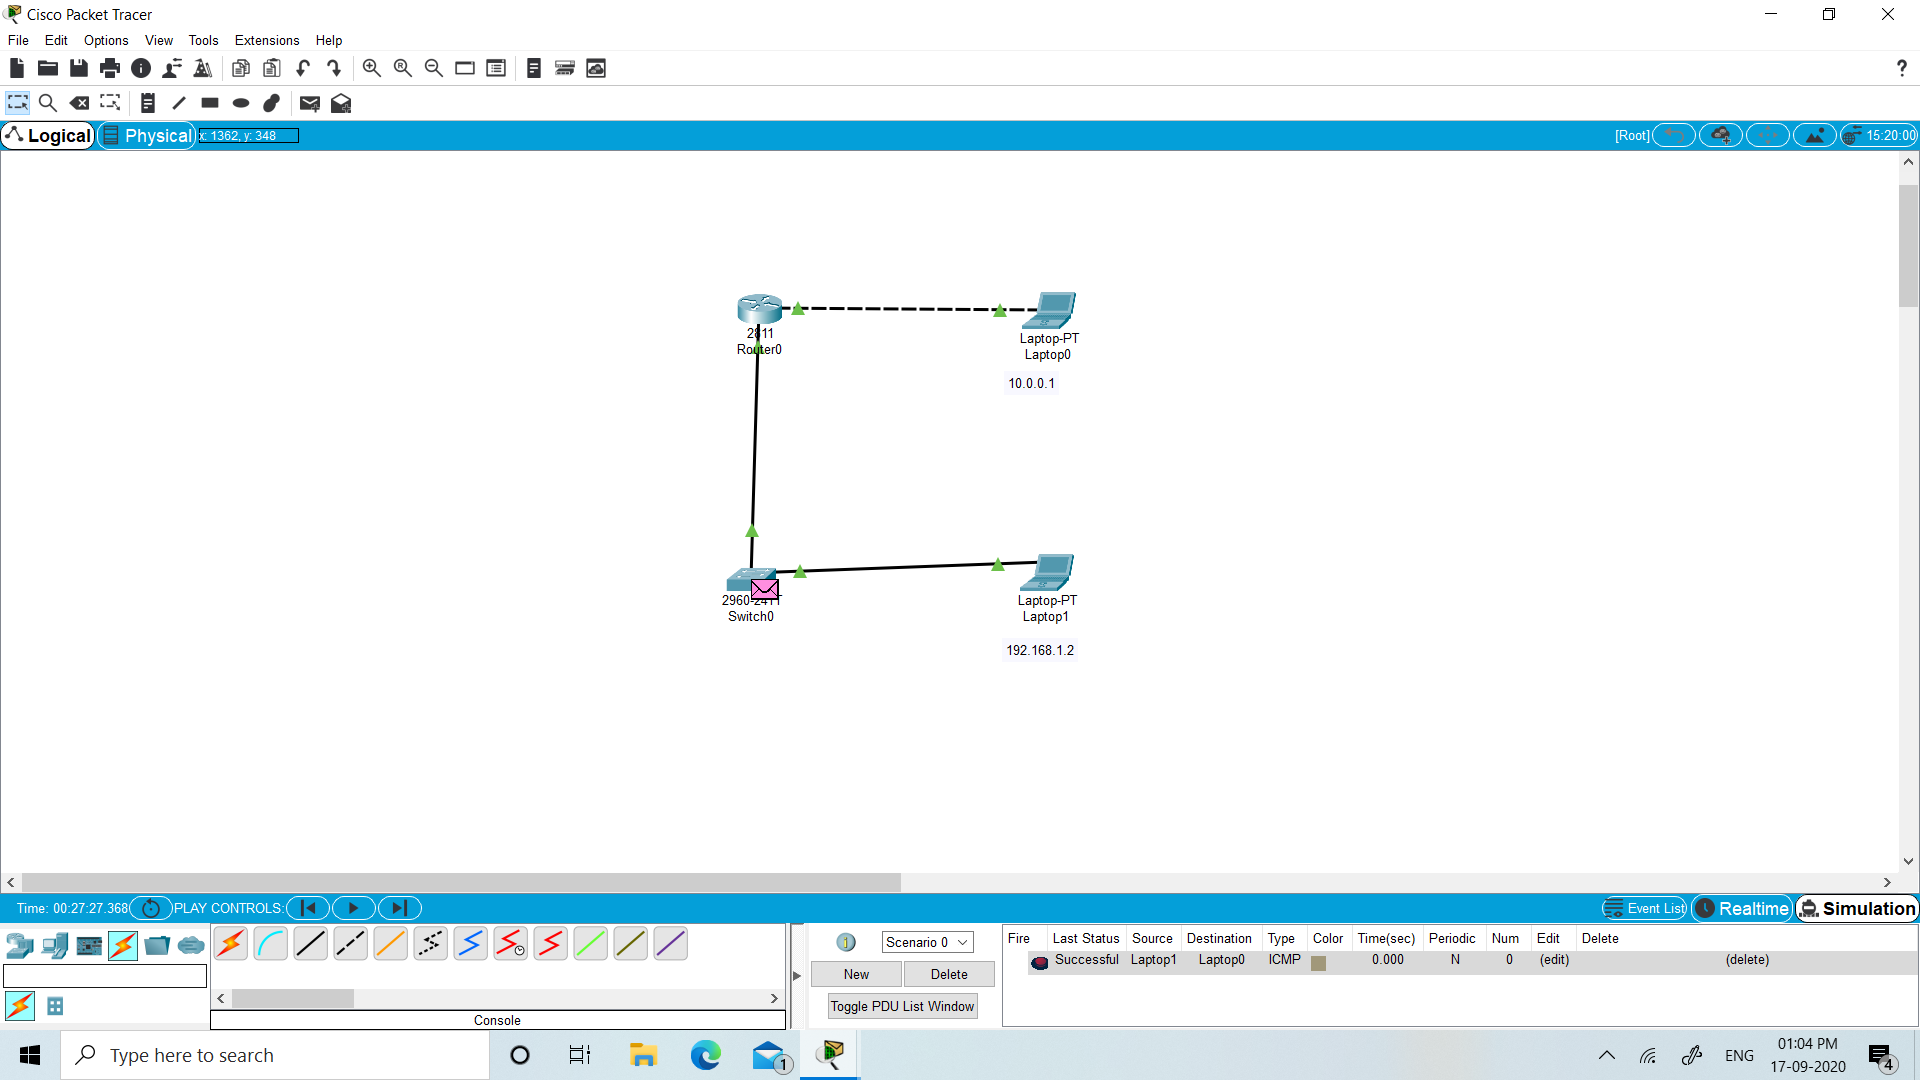 Cisco Packet Tracer
File Edit Options View Tools Extensions Help
?
Logical Physical x: 1362, y: 348 [Root] 15:20:00
2811
Router0
Laptop-PT
Laptop0
10.0.0.1
Switch0
Laptop-PT
Laptop1
192.168.1.2
Time: 00:27:27.368 PLAY CONTROLS: Event List Realtime Simulation
Scenario 0
New Delete
Toggle PDU List Window
Console
Fire Last Status Source Destination Type Color Time(sec) Periodic Num Edit Delete
Successful Laptop1 Laptop0 ICMP 0.000 N 0 (edit) (delete)
Type here to search
1
ENG
01:04 PM
17-09-2020
4